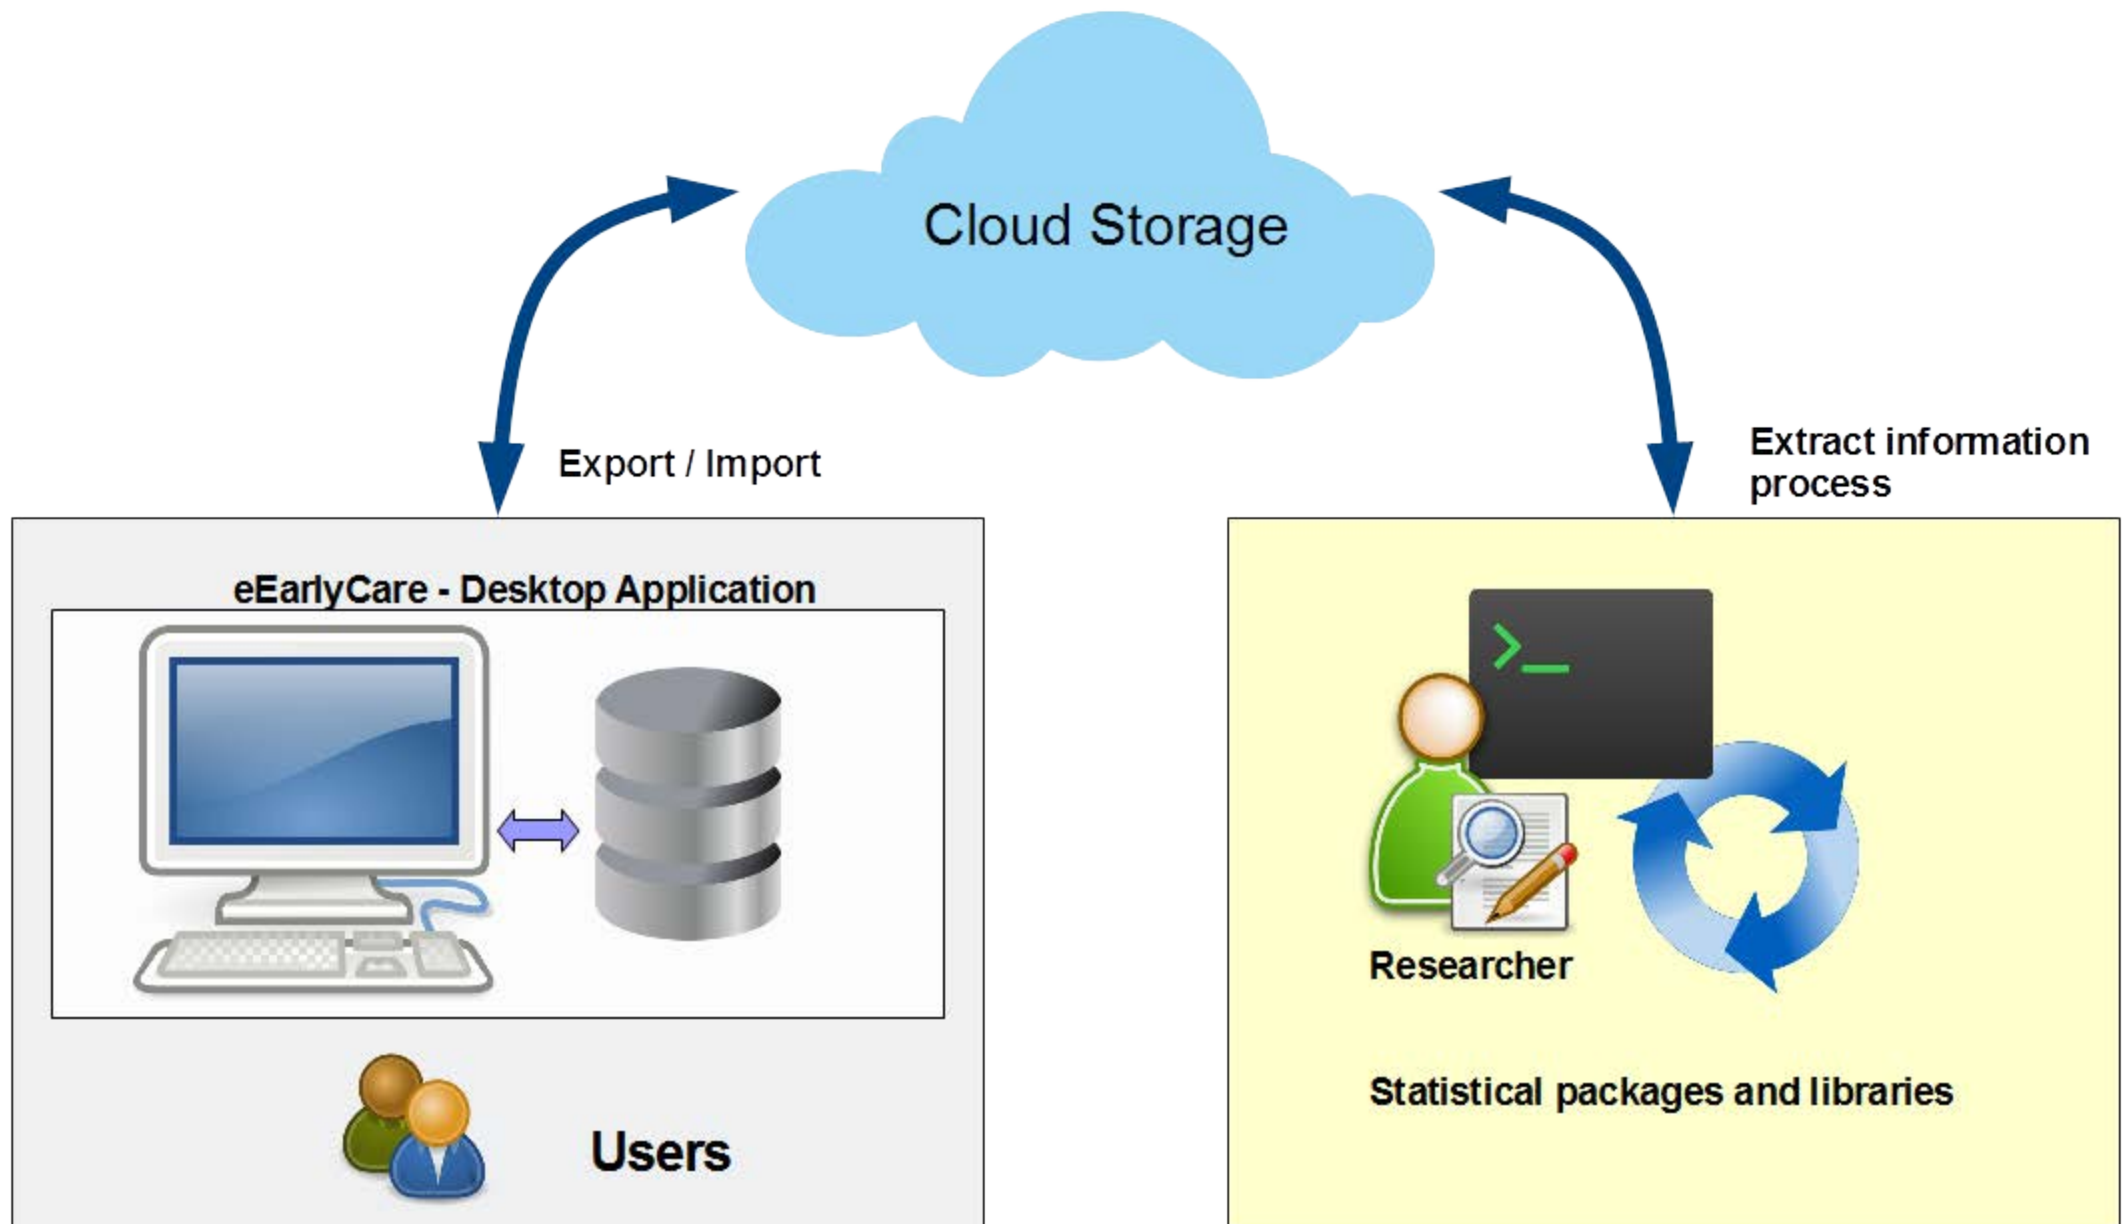 Cloud Storage
Export / Import
Extract information
process
eEarlyCare - Desktop Application
>_
Researcher
Statistical packages and libraries
Users